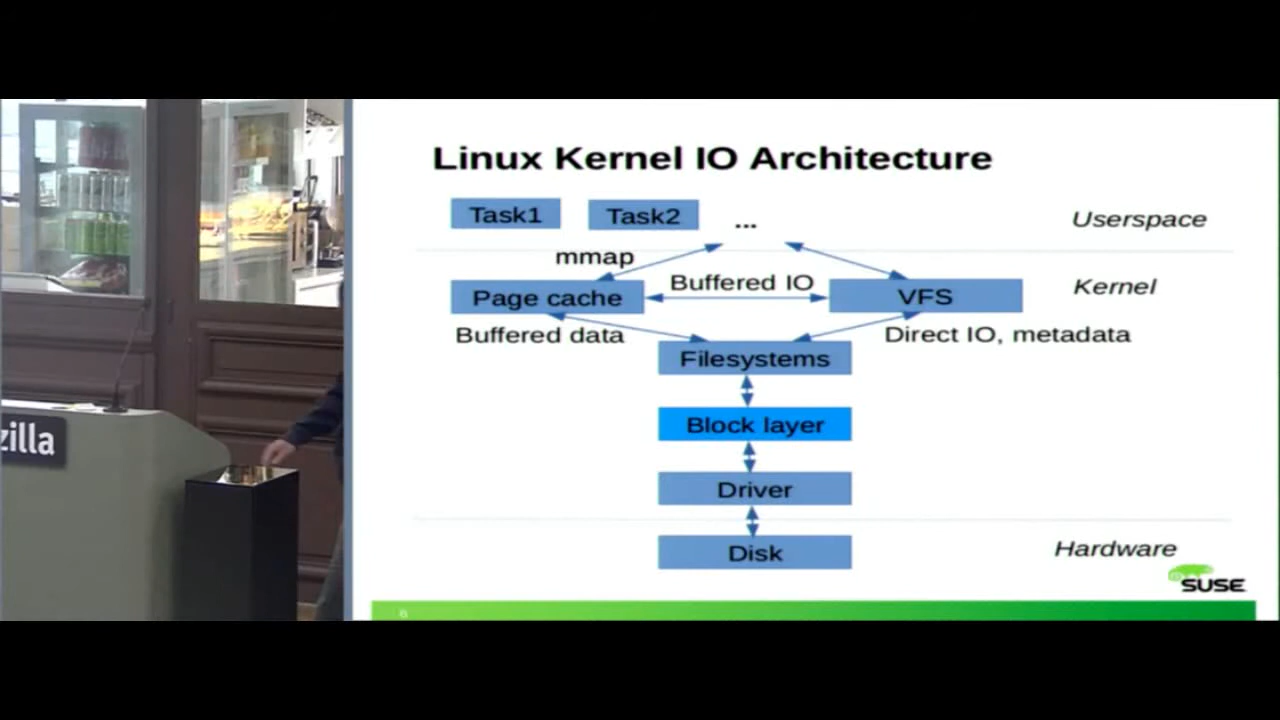 Linux Kernel IO Architecture
Task1
Task2
...
Userspace
mmap
Buffered IO
Page cache
VFS
Kernel
Buffered data
Direct IO, metadata
Filesystems
Block layer
Driver
Disk
Hardware
SUSE
6
zilla